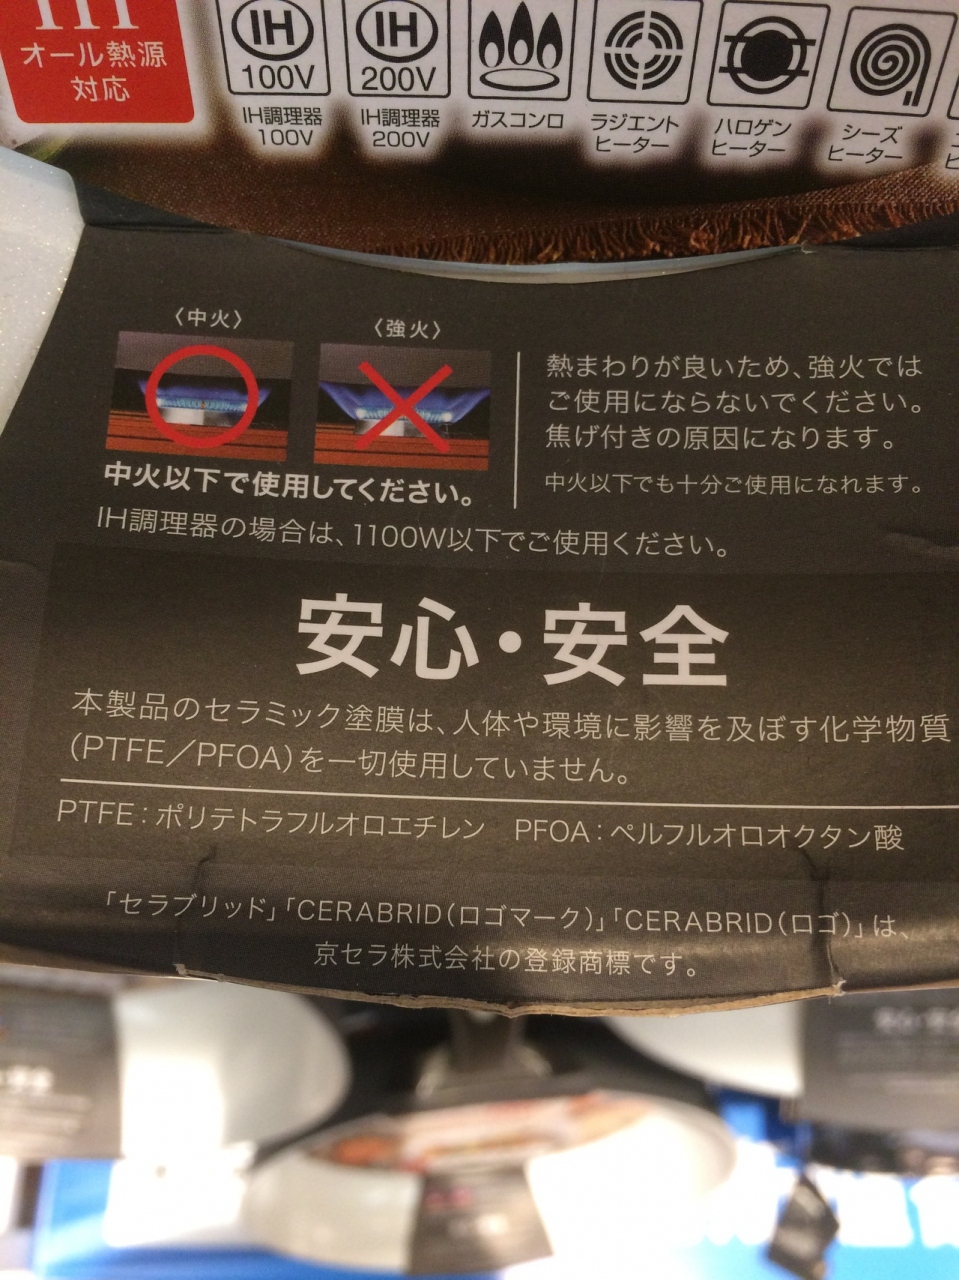 IH
オール熱源
対応
IH
100V
IH調理器
100V
IH
200V
IH調理器
200V
ガスコンロ
ラジエント
ヒーター
ハロゲン
ヒーター
シーズ
ヒーター
〈中火〉
〈強火〉
中火以下で使用してください。
熱まわりが良いため、強火では
ご使用にならないでください。
焦げ付きの原因になります。
中火以下でも十分ご使用になれます。
IH調理器の場合は、1100W以下でご使用ください。
安心・安全
本製品のセラミック塗膜は、人体や環境に影響を及ぼす化学物質
(PTFE／PFOA)を一切使用していません。
PTFE：ポリテトラフルオロエチレン PFOA：ペルフルオロオクタン酸
「セラブリッド」「CERABRID(ロゴマーク)」「CERABRID(ロゴ)」は、
京セラ株式会社の登録商標です。